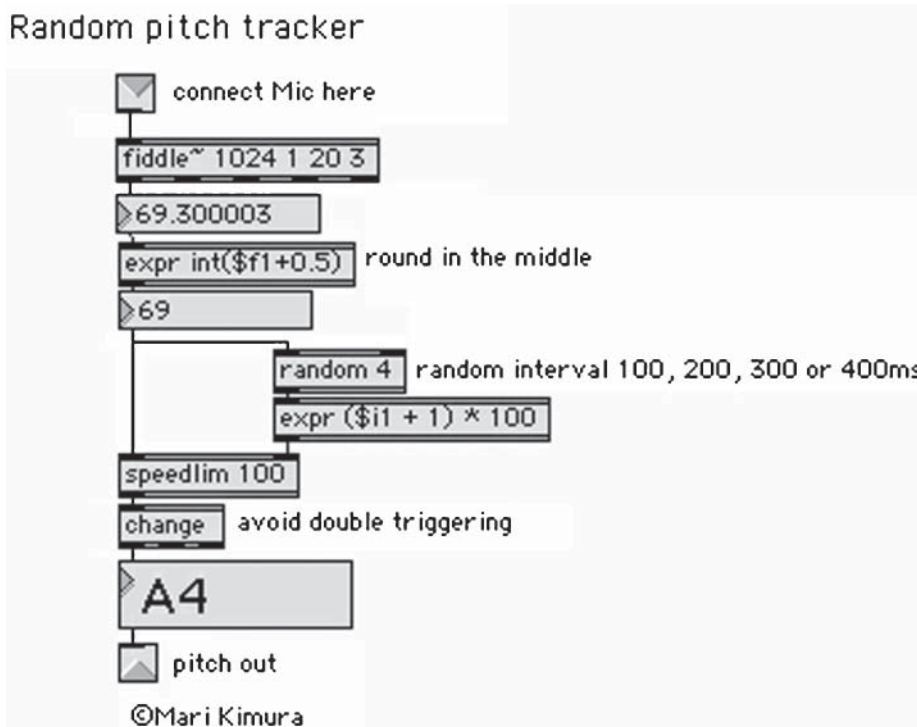 Random pitch tracker
connect Mic here
fiddle~ 1024 1 20 3
69.300003
expr int($f1+0.5) round in the middle
69
random 4 random interval 100, 200, 300 or 400ms
expr ($i1 + 1) * 100
speedlim 100
change avoid double triggering
A4
pitch out
©Mari Kimura